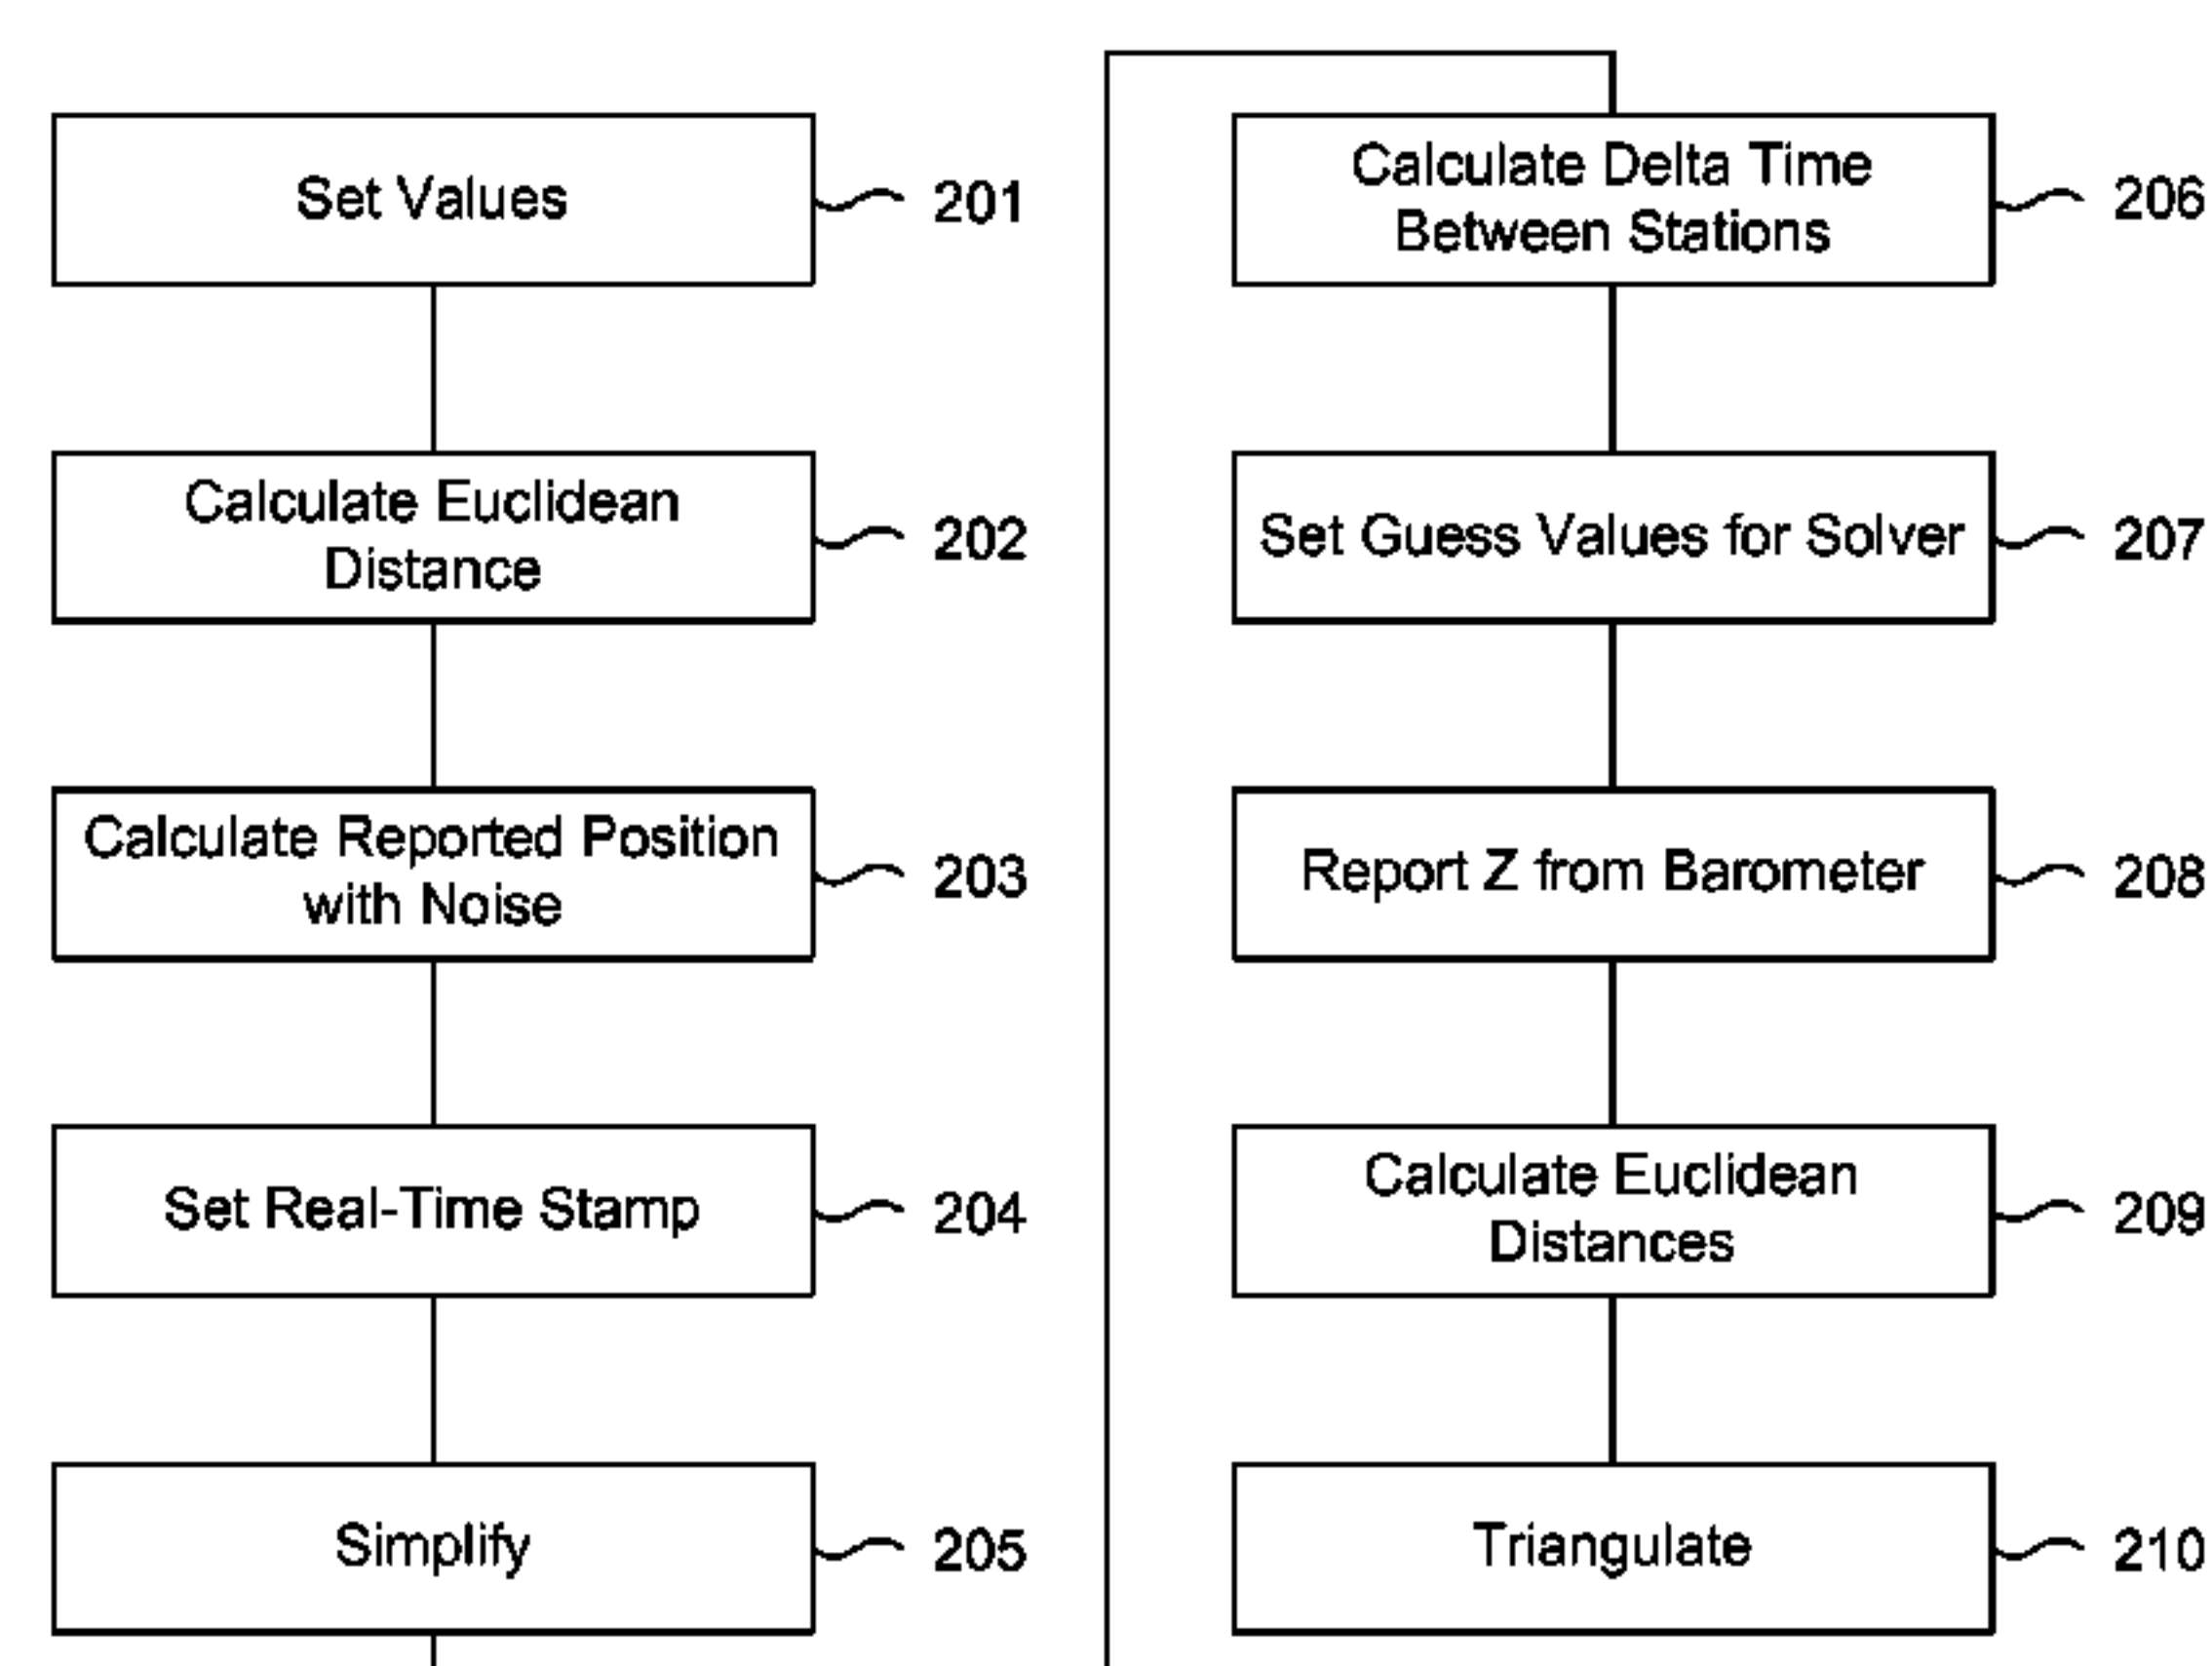 Set Values
201
Calculate Euclidean
Distance
202
Calculate Reported Position
with Noise
203
Set Real-Time Stamp
204
Simplify
205
Calculate Delta Time
Between Stations
206
Set Guess Values for Solver
207
Report Z from Barometer
208
Calculate Euclidean
Distances
209
Triangulate
210